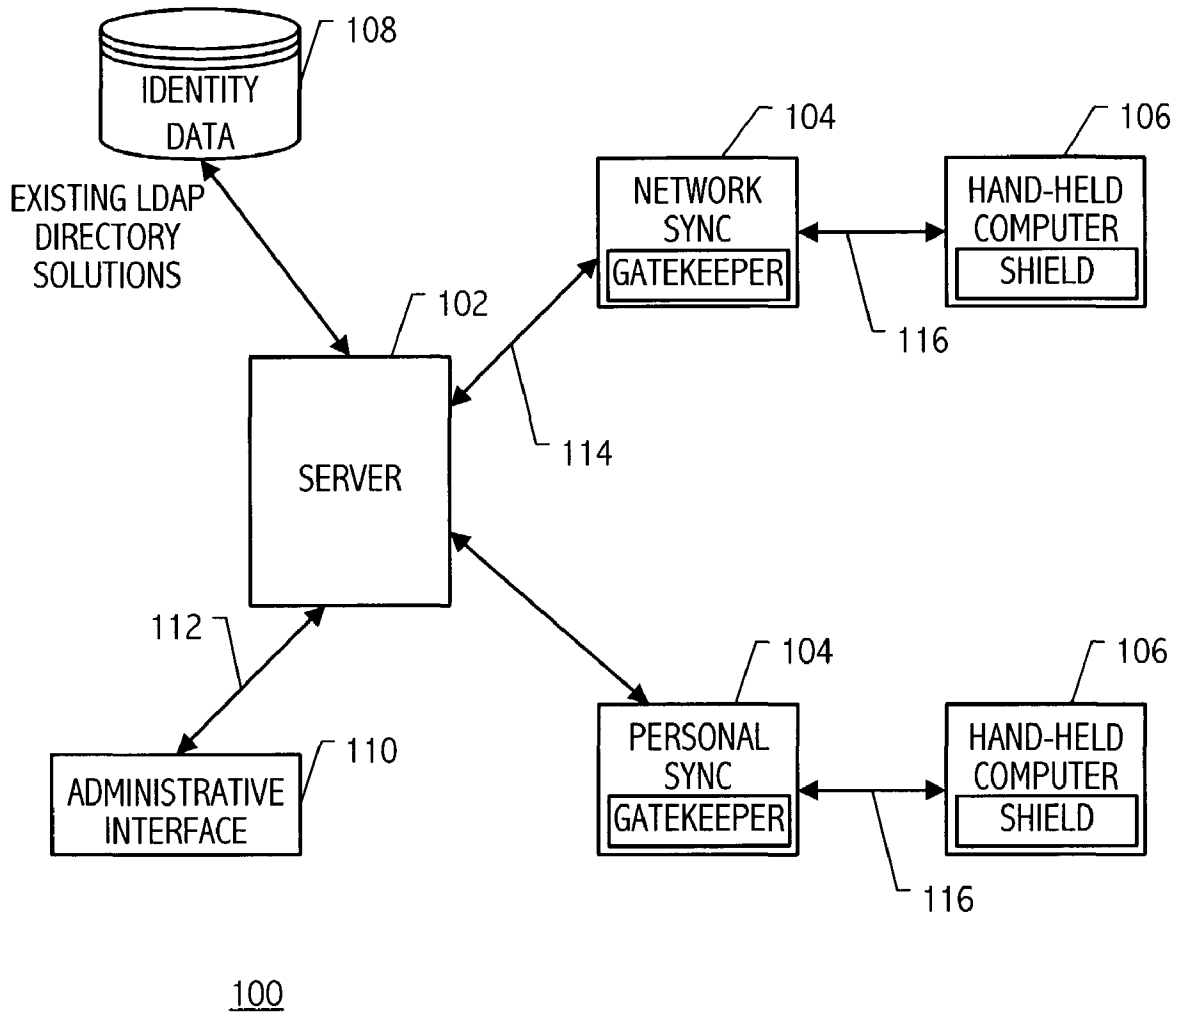 108
IDENTITY
DATA
EXISTING LDAP
DIRECTORY
SOLUTIONS
104
NETWORK
SYNC
GATEKEEPER
106
HAND-HELD
COMPUTER
SHIELD
116
102
SERVER
114
112
110
ADMINISTRATIVE
INTERFACE
104
PERSONAL
SYNC
GATEKEEPER
106
HAND-HELD
COMPUTER
SHIELD
116
100